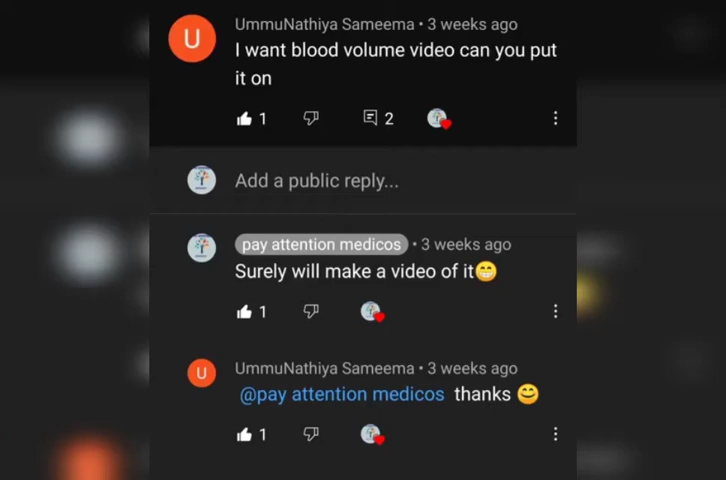 UmmuNathiya Sameema • 3 weeks ago
U
I want blood volume video can you put
it on
1
2
Add a public reply...
pay attention medicos • 3 weeks ago
Surely will make a video of it😁
1
UmmuNathiya Sameema • 3 weeks ago
U
@pay attention medicos thanks 😊
1